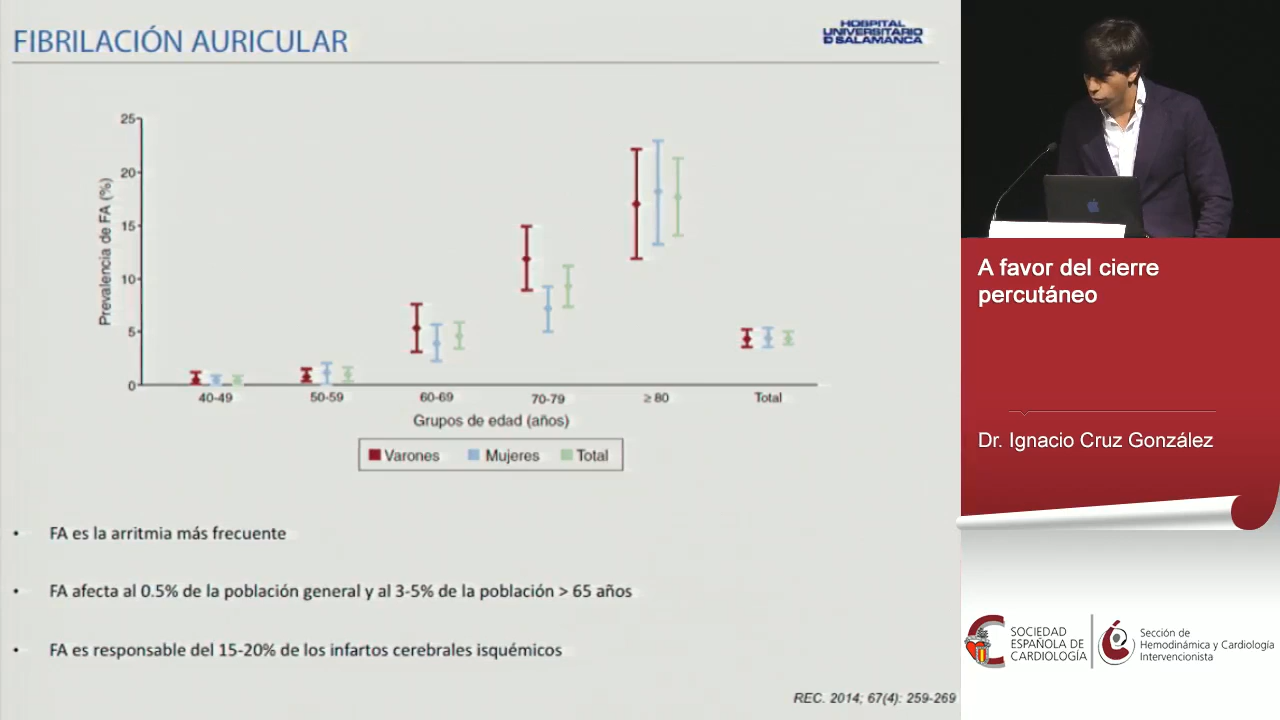 FIBRILACIÓN AURICULAR
HOSPITAL
UNIVERSITARIO
D SALAMANCA
25
20
15
10
5
0
Prevalencia de FA (%)
40-49
50-59
60-69
70-79
≥ 80
Total
Grupos de edad (años)
Varones
Mujeres
Total
• FA es la arritmia más frecuente
• FA afecta al 0.5% de la población general y al 3-5% de la población > 65 años
• FA es responsable del 15-20% de los infartos cerebrales isquémicos
REC. 2014; 67(4): 259-269
A favor del cierre
percutáneo
Dr. Ignacio Cruz González
SOCIEDAD
ESPAÑOLA DE
CARDIOLOGÍA
Sección de
Hemodinámica y Cardiología
Intervencionista